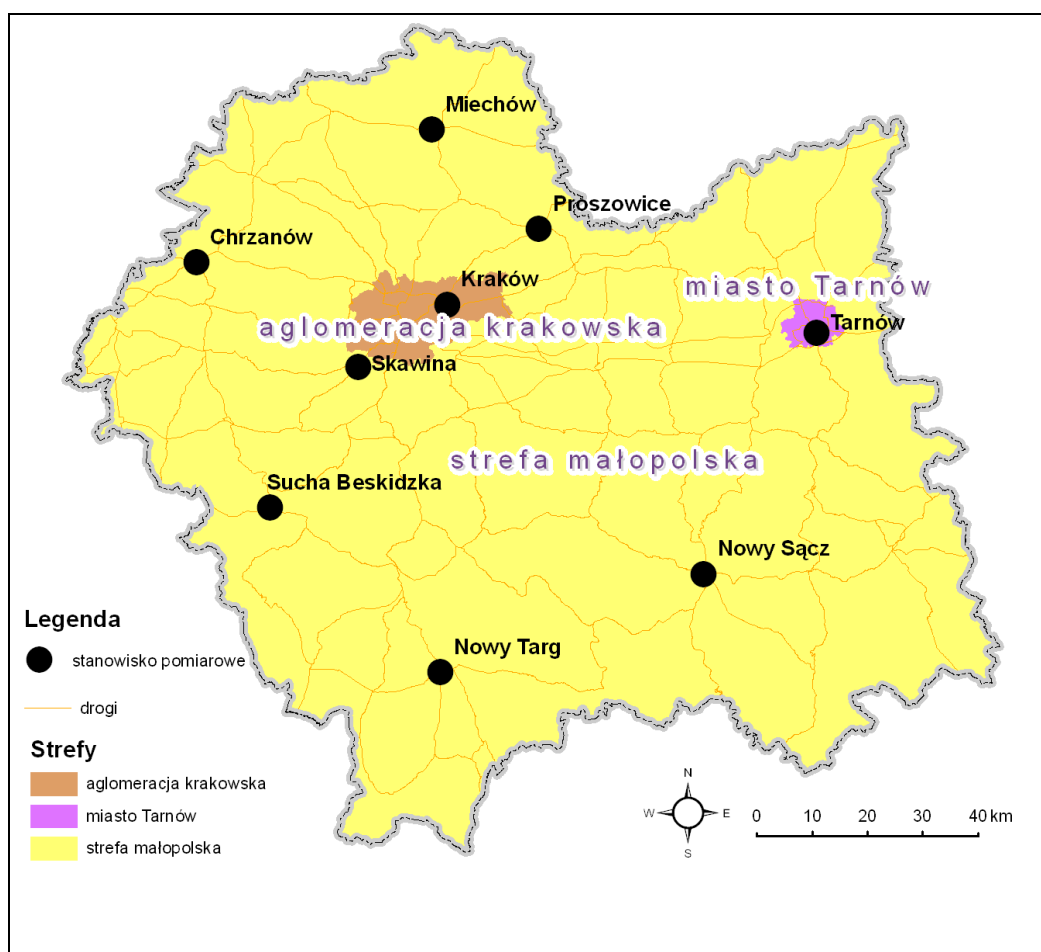 Miechów
Proszowice
Chrzanów
Kraków
miasto Tarnów
Tarnów
aglomeracja krakowska
Skawina
strefa małopolska
Sucha Beskidzka
Nowy Sącz
Nowy Targ
Legenda
stanowisko pomiarowe
drogi
Strefy
aglomeracja krakowska
miasto Tarnów
strefa małopolska
N
W E
S
0 10 20 30 40 km